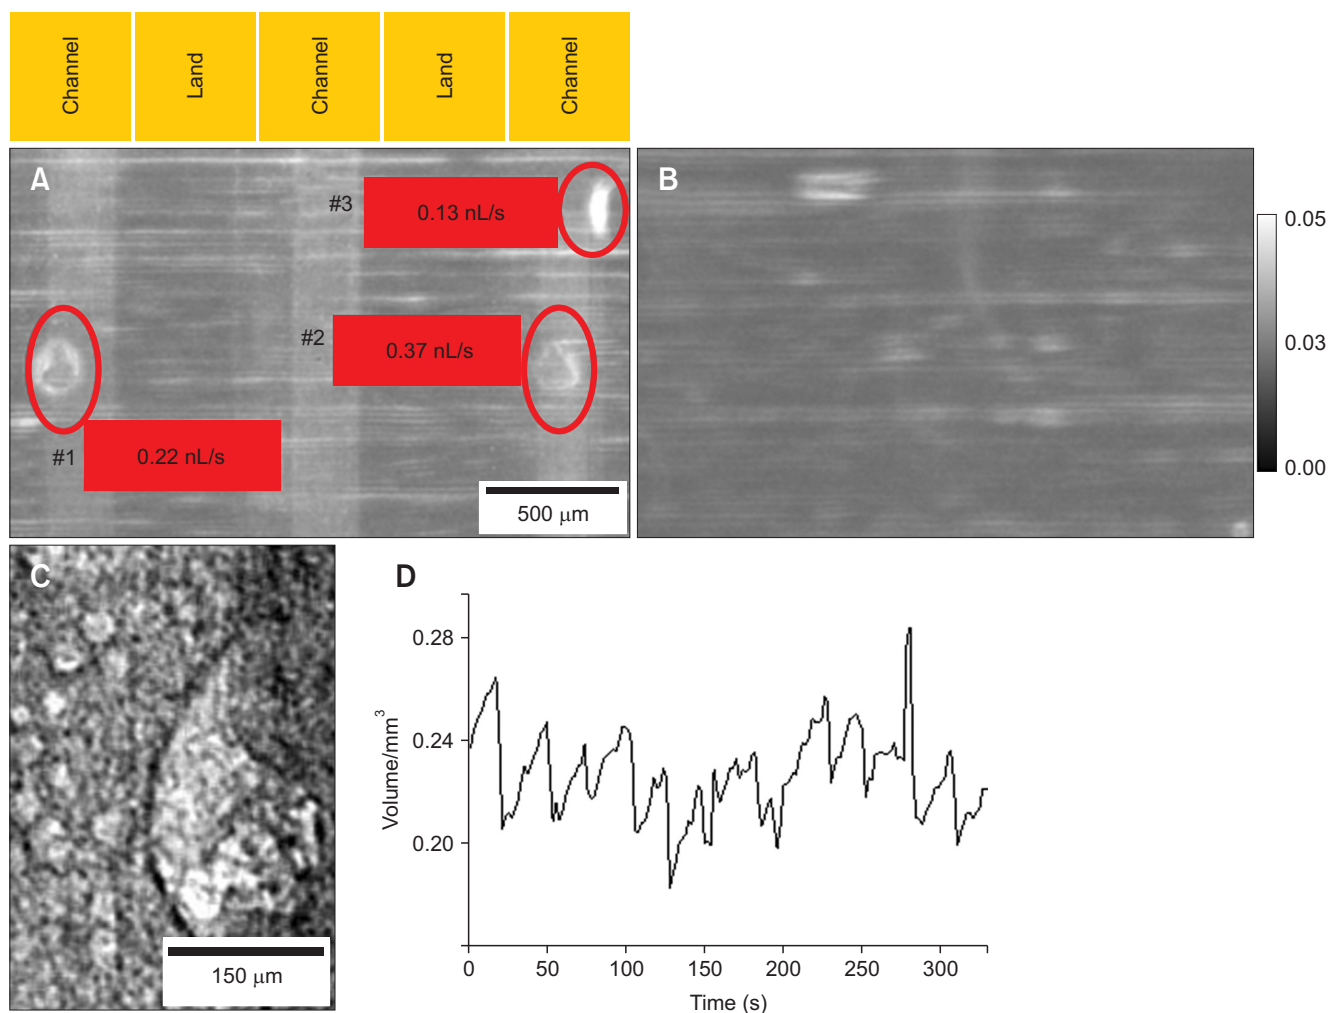 Channel
Land
Channel
Land
Channel
A
#3
0.13 nL/s
#2
0.37 nL/s
#1
0.22 nL/s
500 µm
B
0.05
0.03
0.00
C
150 µm
D
0.28
0.24
0.20
Volume/mm³
0
50
100
150
200
250
300
Time (s)